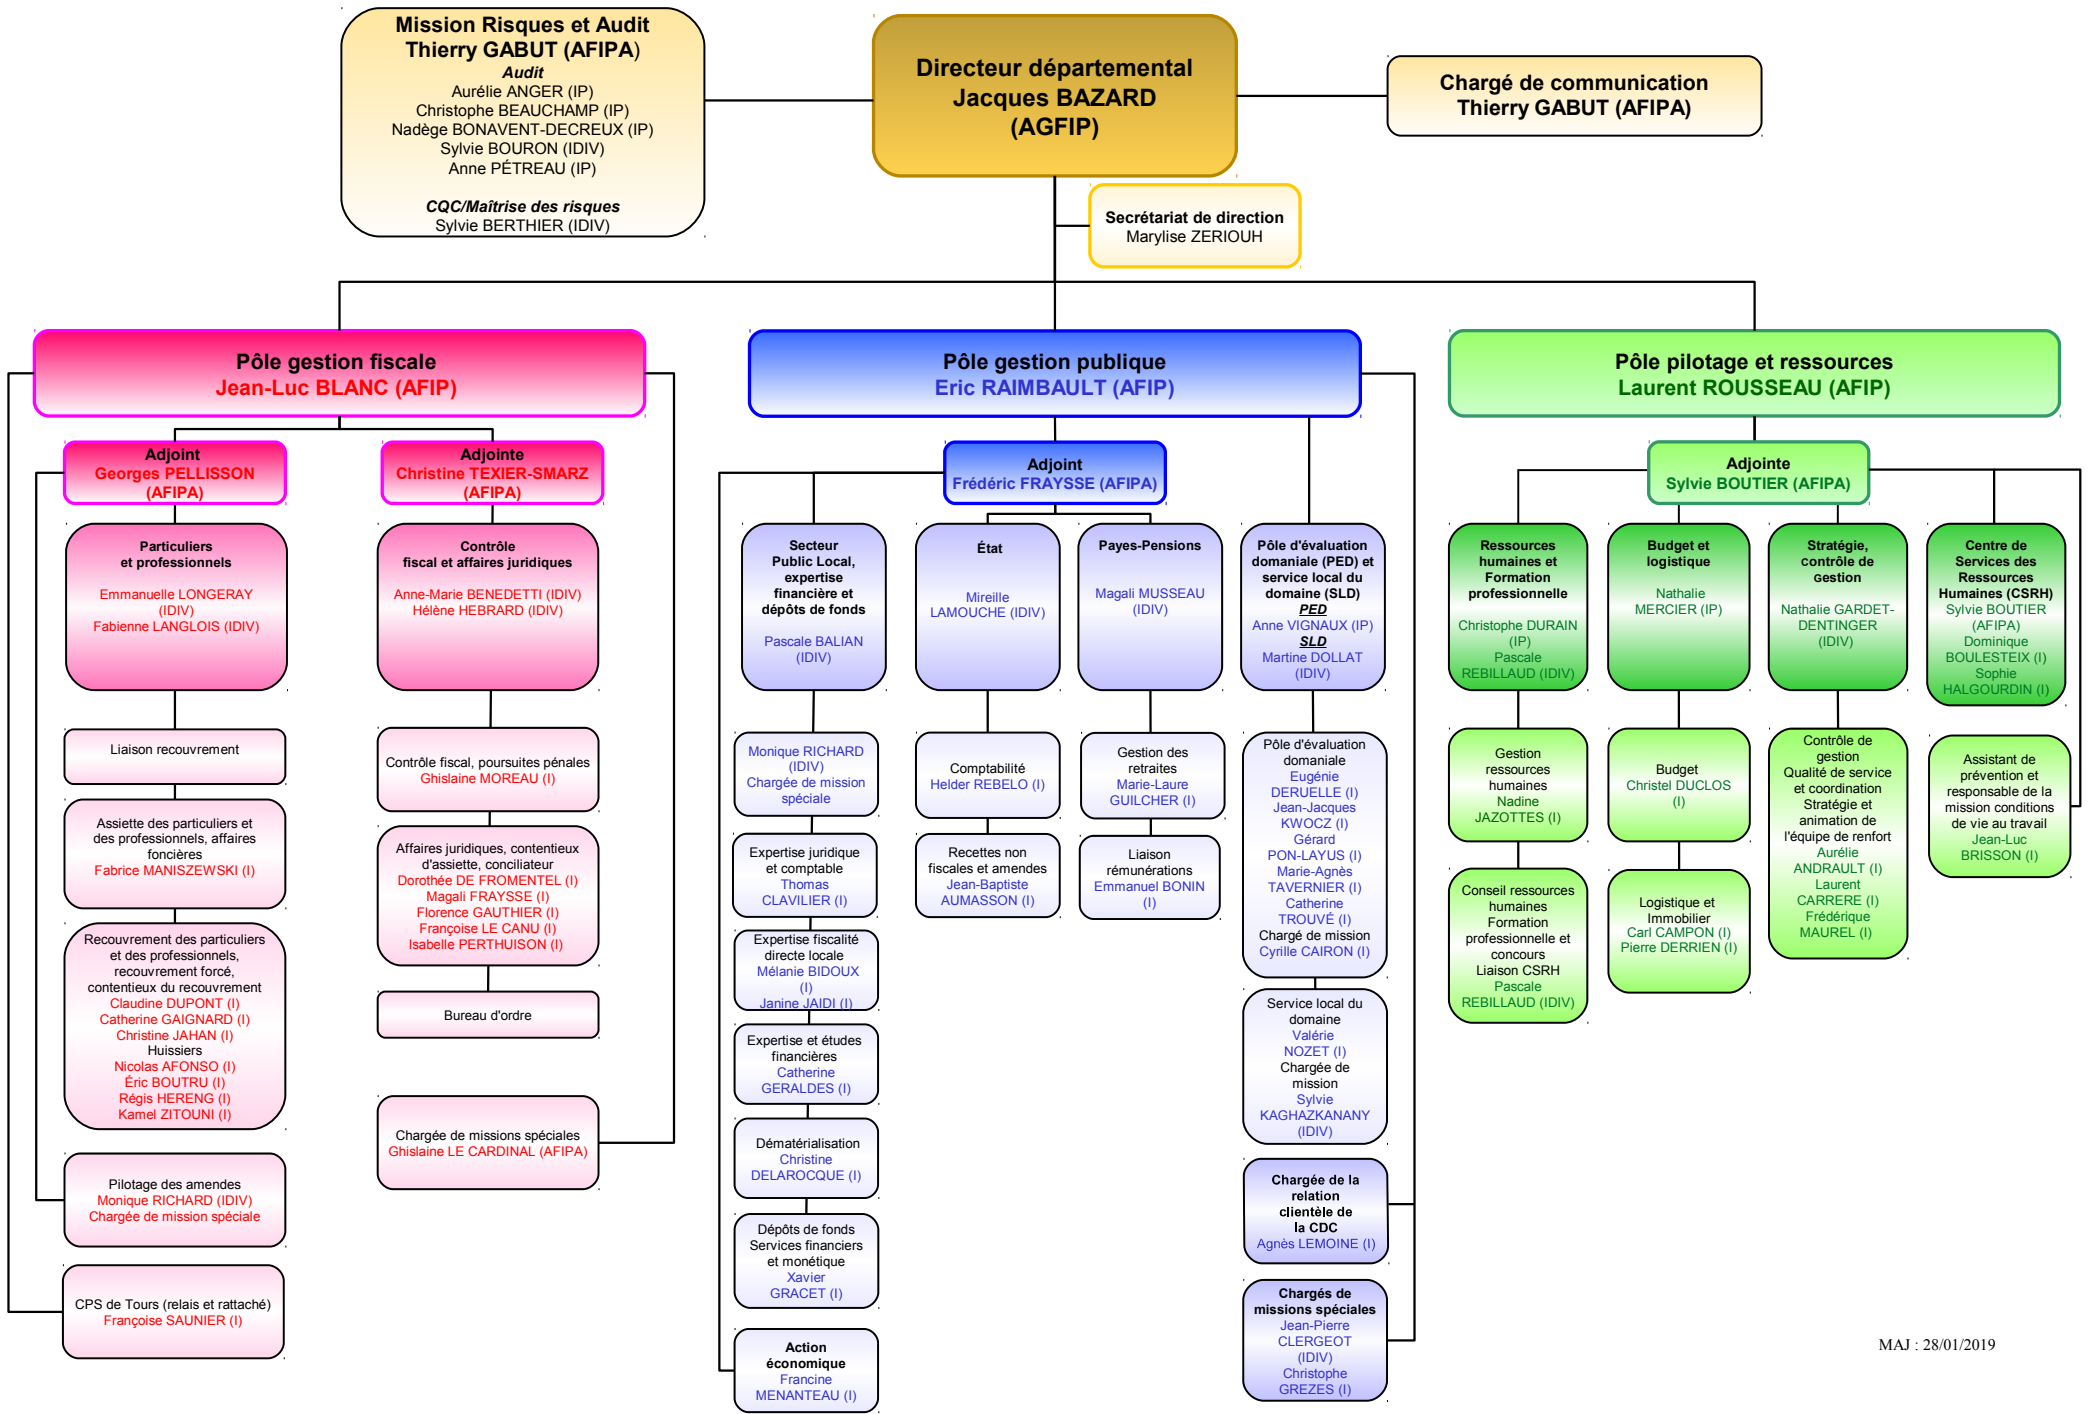 Mission Risques et Audit
Thierry GABUT (AFIPA)
Audit
Aurélie ANGER (IP)
Christophe BEAUCHAMP (IP)
Nadège BONAVENT-DECREUX (IP)
Sylvie BOURON (IDIV)
Anne PÉTREAU (IP)
CQC/Maîtrise des risques
Sylvie BERTHIER (IDIV)
Directeur départemental
Jacques BAZARD
(AGFIP)
Chargé de communication
Thierry GABUT (AFIPA)
Secrétariat de direction
Marylise ZERIOUH
Pôle gestion fiscale
Jean-Luc BLANC (AFIP)
Adjoint
Georges PELLISSON
(AFIPA)
Adjointe
Christine TEXIER-SMARZ
(AFIPA)
Particuliers
et professionnels
Emmanuelle LONGERAY
(IDIV)
Fabienne LANGLOIS (IDIV)
Liaison recouvrement
Assiette des particuliers et
des professionnels, affaires
foncières
Fabrice MANISZEWSKI (I)
Recouvrement des particuliers
et des professionnels,
recouvrement forcé,
contentieux du recouvrement
Claudine DUPONT (I)
Catherine GAIGNARD (I)
Christine JAHAN (I)
Huissiers
Nicolas AFONSO (I)
Éric BOUTRU (I)
Régis HERENG (I)
Kamel ZITOUNI (I)
Pilotage des amendes
Monique RICHARD (IDIV)
Chargée de mission spéciale
CPS de Tours (relais et rattaché)
Françoise SAUNIER (I)
Contrôle
fiscal et affaires juridiques
Anne-Marie BENEDETTI (IDIV)
Hélène HEBRARD (IDIV)
Contrôle fiscal, poursuites pénales
Ghislaine MOREAU (I)
Affaires juridiques, contentieux
d'assiette, conciliateur
Dorothée DE FROMENTEL (I)
Magali FRAYSSE (I)
Florence GAUTHIER (I)
Françoise LE CANU (I)
Isabelle PERTHUISON (I)
Bureau d'ordre
Chargée de missions spéciales
Ghislaine LE CARDINAL (AFIPA)
Pôle gestion publique
Eric RAIMBAULT (AFIP)
Adjoint
Frédéric FRAYSSE (AFIPA)
Secteur
Public Local,
expertise
financière et
dépôts de fonds
Pascale BALIAN
(IDIV)
Monique RICHARD
(IDIV)
Chargée de mission
spéciale
Expertise juridique
et comptable
Thomas
CLAVILIER (I)
Expertise fiscalité
directe locale
Mélanie BIDOUX
(I)
Janine JAIDI (I)
Expertise et études
financières
Catherine
GERALDES (I)
Dématérialisation
Christine
DELAROCQUE (I)
Dépôts de fonds
Services financiers
et monétique
Xavier
GRACET (I)
Action
économique
Francine
MENANTEAU (I)
État
Mireille
LAMOUCHE (IDIV)
Comptabilité
Helder REBELO (I)
Recettes non
fiscales et amendes
Jean-Baptiste
AUMASSON (I)
Payes-Pensions
Magali MUSSEAU
(IDIV)
Gestion des
retraites
Marie-Laure
GUILCHER (I)
Liaison
rémunérations
Emmanuel BONIN
(I)
Pôle d'évaluation
domaniale (PED) et
service local du
domaine (SLD)
PED
Anne VIGNAUX (IP)
SLD
Martine DOLLAT
(IDIV)
Pôle d'évaluation
domaniale
Eugénie
DERUELLE (I)
Jean-Jacques
KWOCZ (I)
Gérard
PON-LAYUS (I)
Marie-Agnès
TAVERNIER (I)
Catherine
TROUVÉ (I)
Chargé de mission
Cyrille CAIRON (I)
Service local du
domaine
Valérie
NOZET (I)
Chargée de
mission
Sylvie
KAGHAZKANANY
(IDIV)
Chargée de la
relation
clientèle de
la CDC
Agnès LEMOINE (I)
Chargés de
missions spéciales
Jean-Pierre
CLERGEOT
(IDIV)
Christophe
GREZES (I)
Pôle pilotage et ressources
Laurent ROUSSEAU (AFIP)
Adjointe
Sylvie BOUTIER (AFIPA)
Ressources
humaines et
Formation
professionnelle
Christophe DURAIN
(IP)
Pascale
REBILLAUD (IDIV)
Gestion
ressources
humaines
Nadine
JAZOTTES (I)
Conseil ressources
humaines
Formation
professionnelle et
concours
Liaison CSRH
Pascale
REBILLAUD (IDIV)
Budget et
logistique
Nathalie
MERCIER (IP)
Budget
Christel DUCLOS
(I)
Logistique et
Immobilier
Carl CAMPON (I)
Pierre DERRIEN (I)
Stratégie,
contrôle de
gestion
Nathalie GARDET-
DENTINGER
(IDIV)
Contrôle de
gestion
Qualité de service
et coordination
Stratégie et
animation de
l'équipe de renfort
Aurélie
ANDRAULT (I)
Laurent
CARRERE (I)
Frédérique
MAUREL (I)
Centre de
Services des
Ressources
Humaines (CSRH)
Sylvie BOUTIER
(AFIPA)
Dominique
BOULESTEIX (I)
Sophie
HALGOURDIN (I)
Assistant de
prévention et
responsable de la
mission conditions
de vie au travail
Jean-Luc
BRISSON (I)
MAJ : 28/01/2019